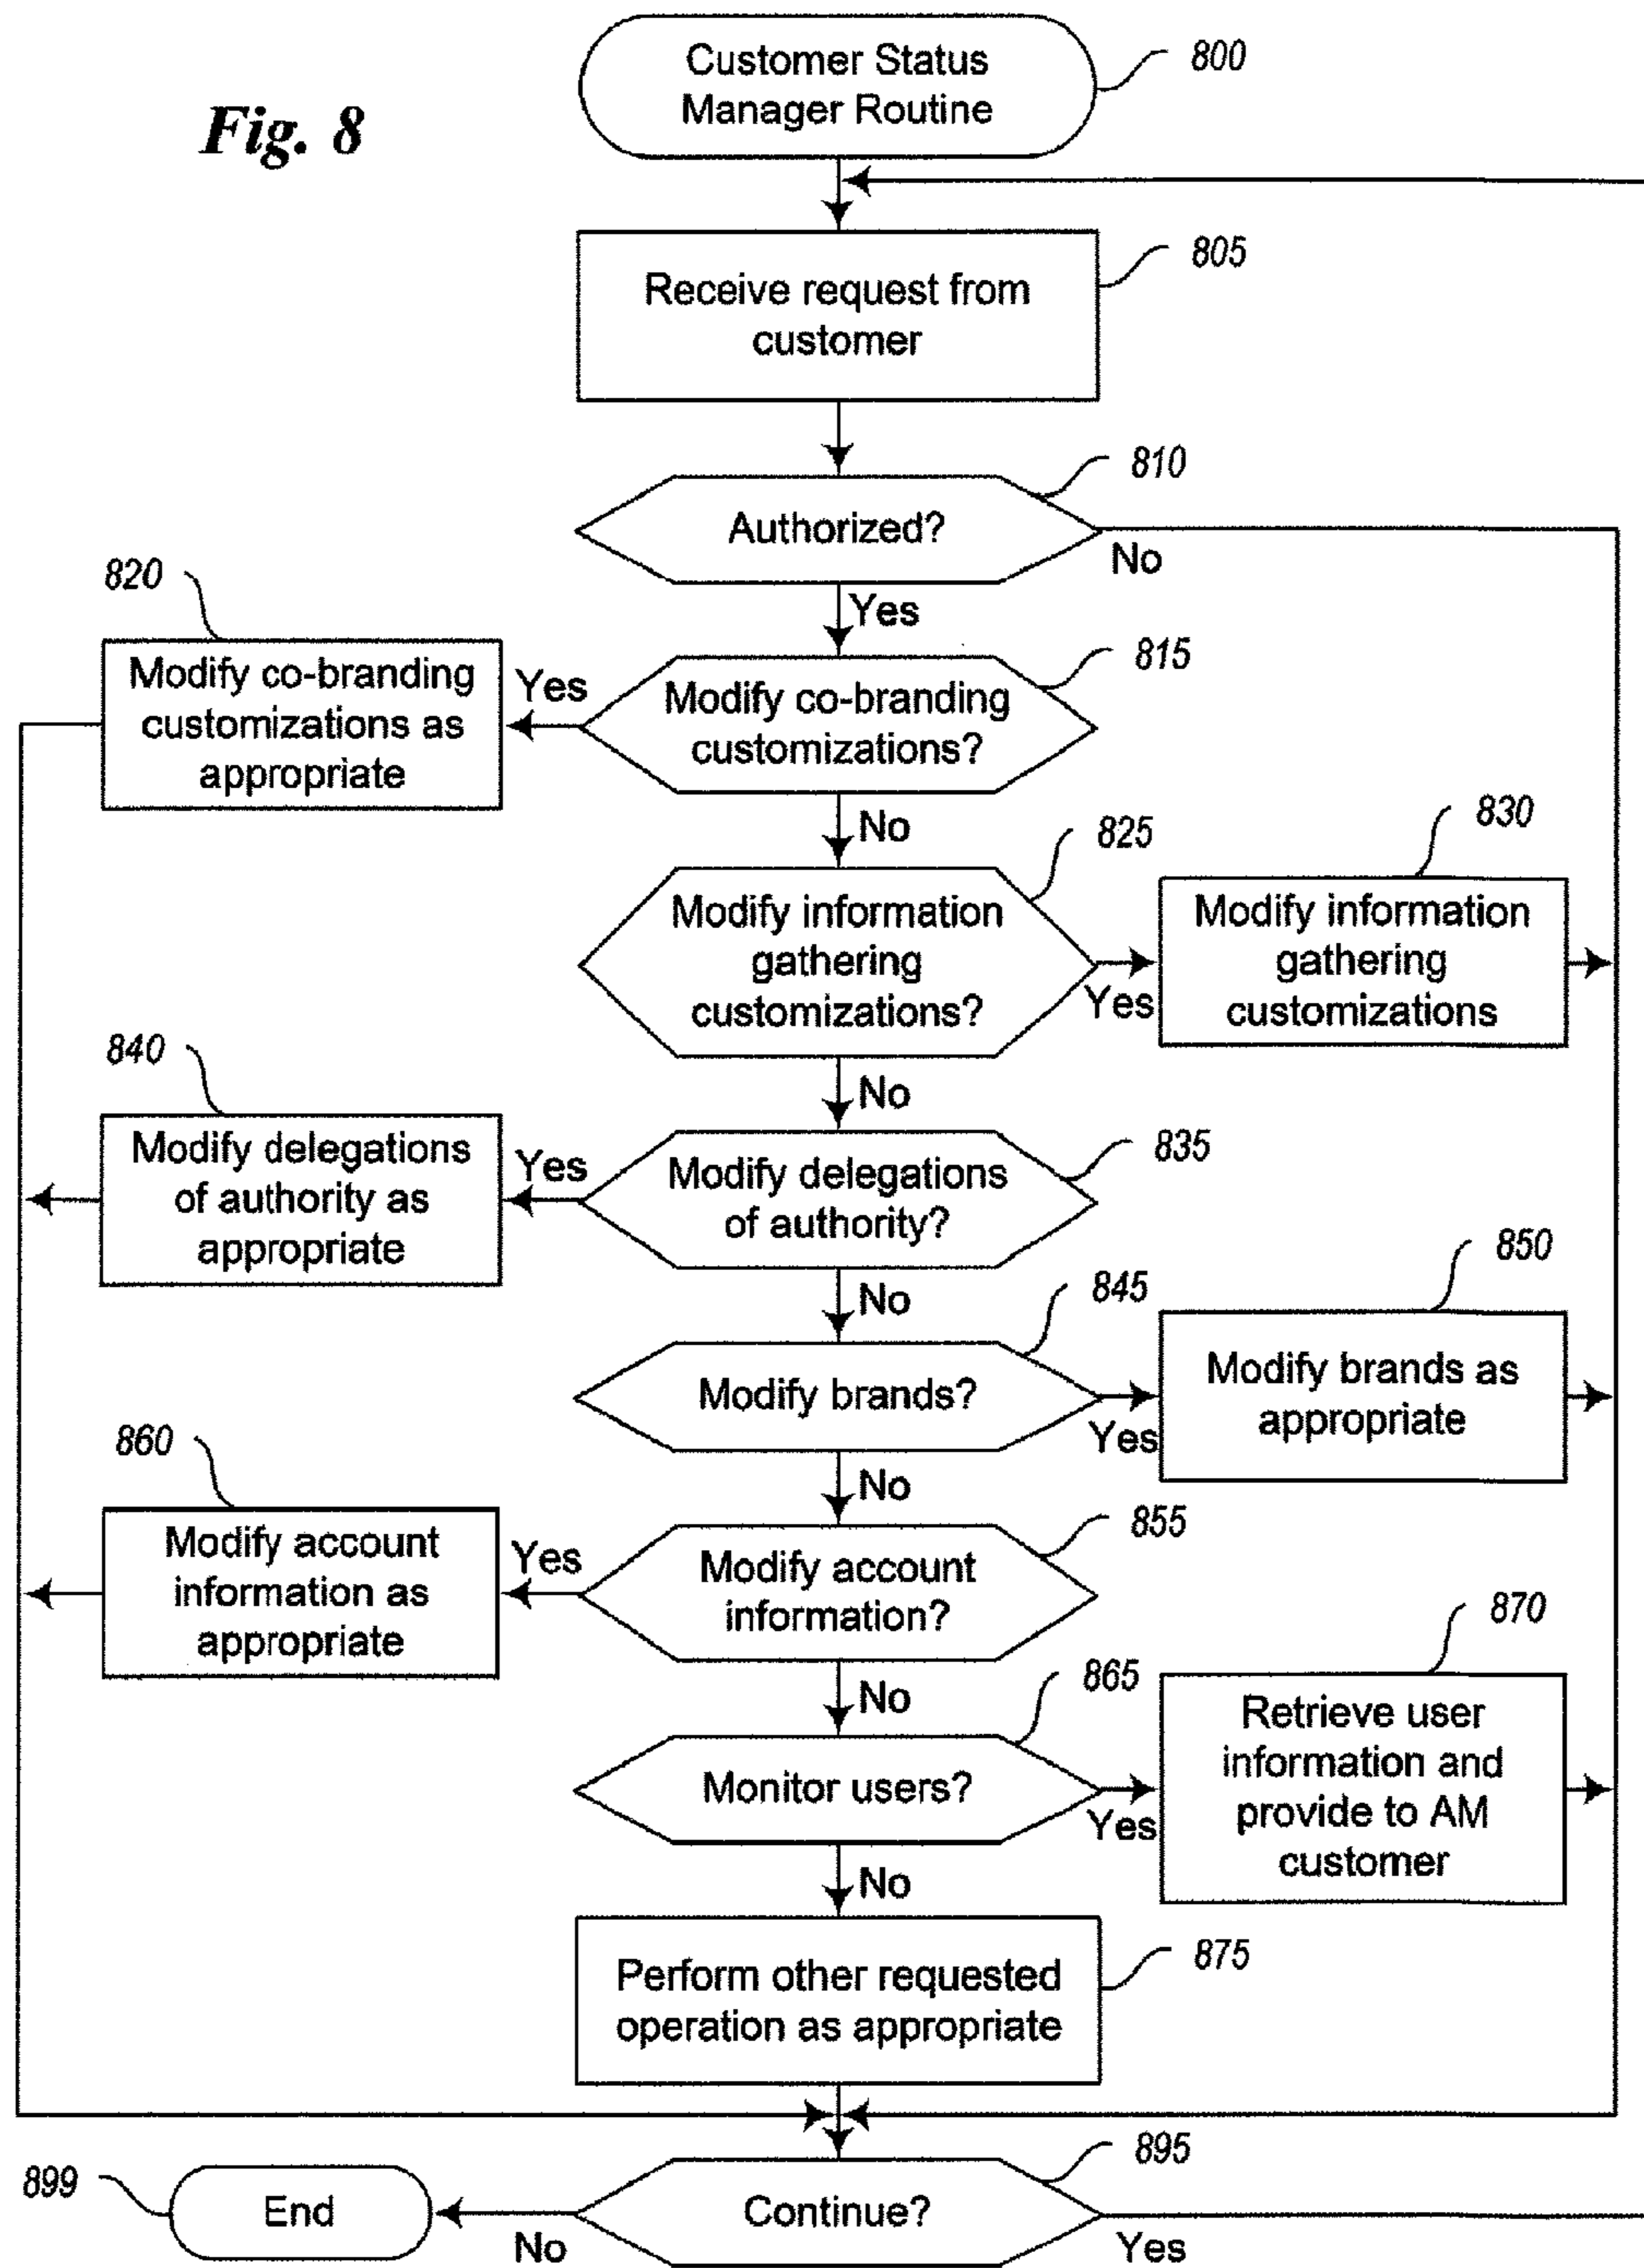 Fig. 8
Customer Status
Manager Routine
800
Receive request from
customer
805
Authorized?
810
No
Yes
820
Modify co-branding
customizations as
appropriate
Yes
Modify co-branding
customizations?
815
No
Modify information
gathering
customizations?
825
Yes
830
Modify information
gathering
customizations
No
840
Modify delegations
of authority as
appropriate
Yes
Modify delegations
of authority?
835
No
Modify brands?
845
Yes
850
Modify brands as
appropriate
No
860
Modify account
information as
appropriate
Yes
Modify account
information?
855
No
Monitor users?
865
Yes
870
Retrieve user
information and
provide to AM
customer
No
Perform other requested
operation as appropriate
875
Continue?
895
Yes
No
899
End